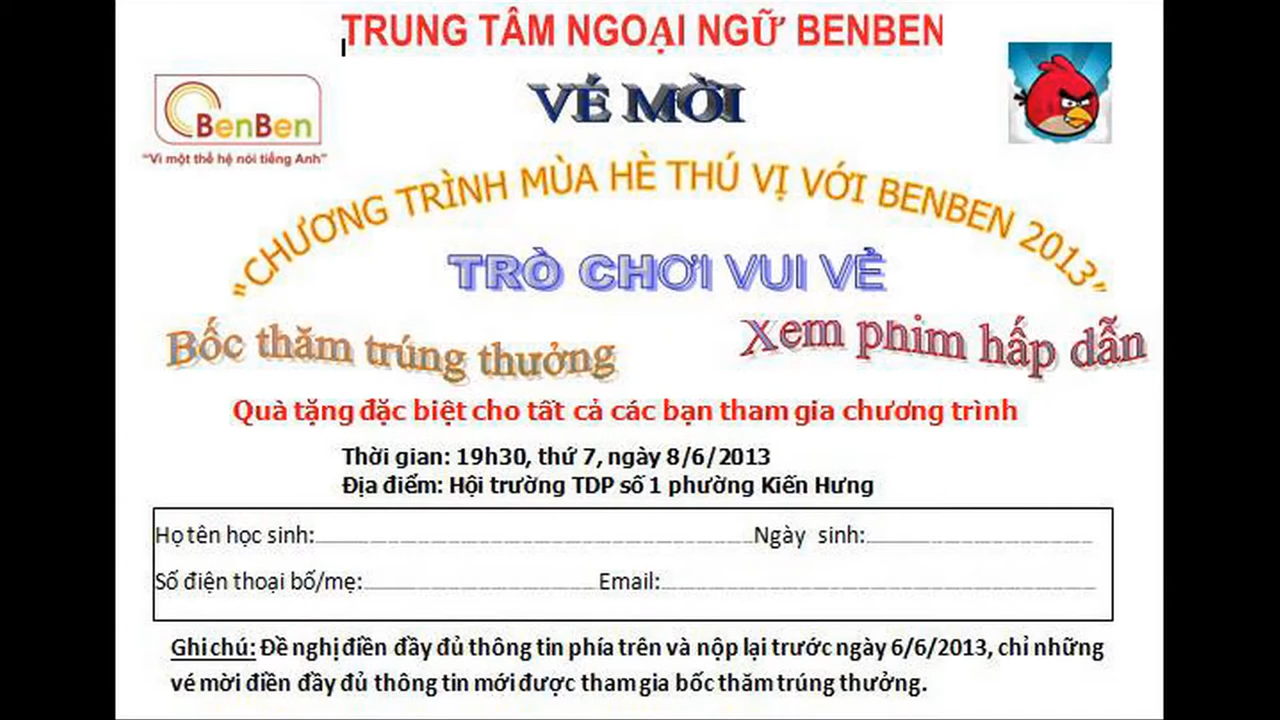 TRUNG TÂM NGOẠI NGỮ BENBEN
VÉ MỜI
BenBen
“Vì một thế hệ nói tiếng Anh”
"CHƯƠNG TRÌNH MÙA HÈ THÚ VỊ VỚI BENBEN 2013"
TRÒ CHƠI VUI VẺ
Bốc thăm trúng thưởng
Xem phim hấp dẫn
Quà tặng đặc biệt cho tất cả các bạn tham gia chương trình
Thời gian: 19h30, thứ 7, ngày 8/6/2013
Địa điểm: Hội trường TDP số 1 phường Kiến Hưng
Họ tên học sinh: Ngày sinh:
Số điện thoại bố/mẹ: Email:
Ghi chú: Đề nghị điền đầy đủ thông tin phía trên và nộp lại trước ngày 6/6/2013, chỉ những
vé mời điền đầy đủ thông tin mới được tham gia bốc thăm trúng thưởng.